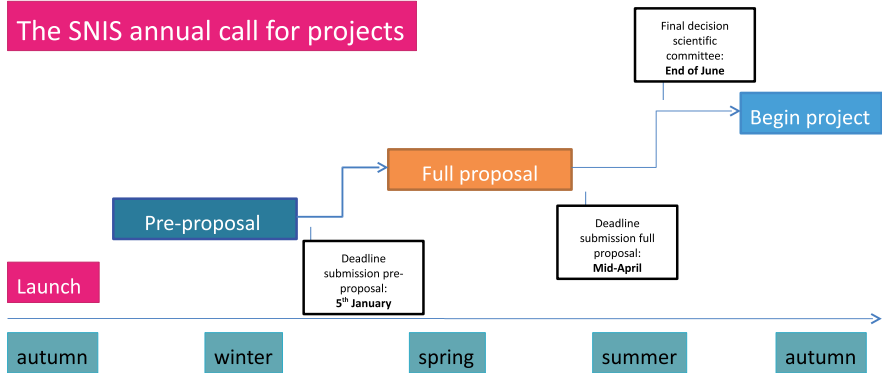 The SNIS annual call for projects
Final decision
scientific
committee:
End of June
Begin project
Full proposal
Pre-proposal
Deadline
submission full
proposal:
Mid-April
Deadline
submission pre-
proposal:
5th January
Launch
autumn
winter
spring
summer
autumn